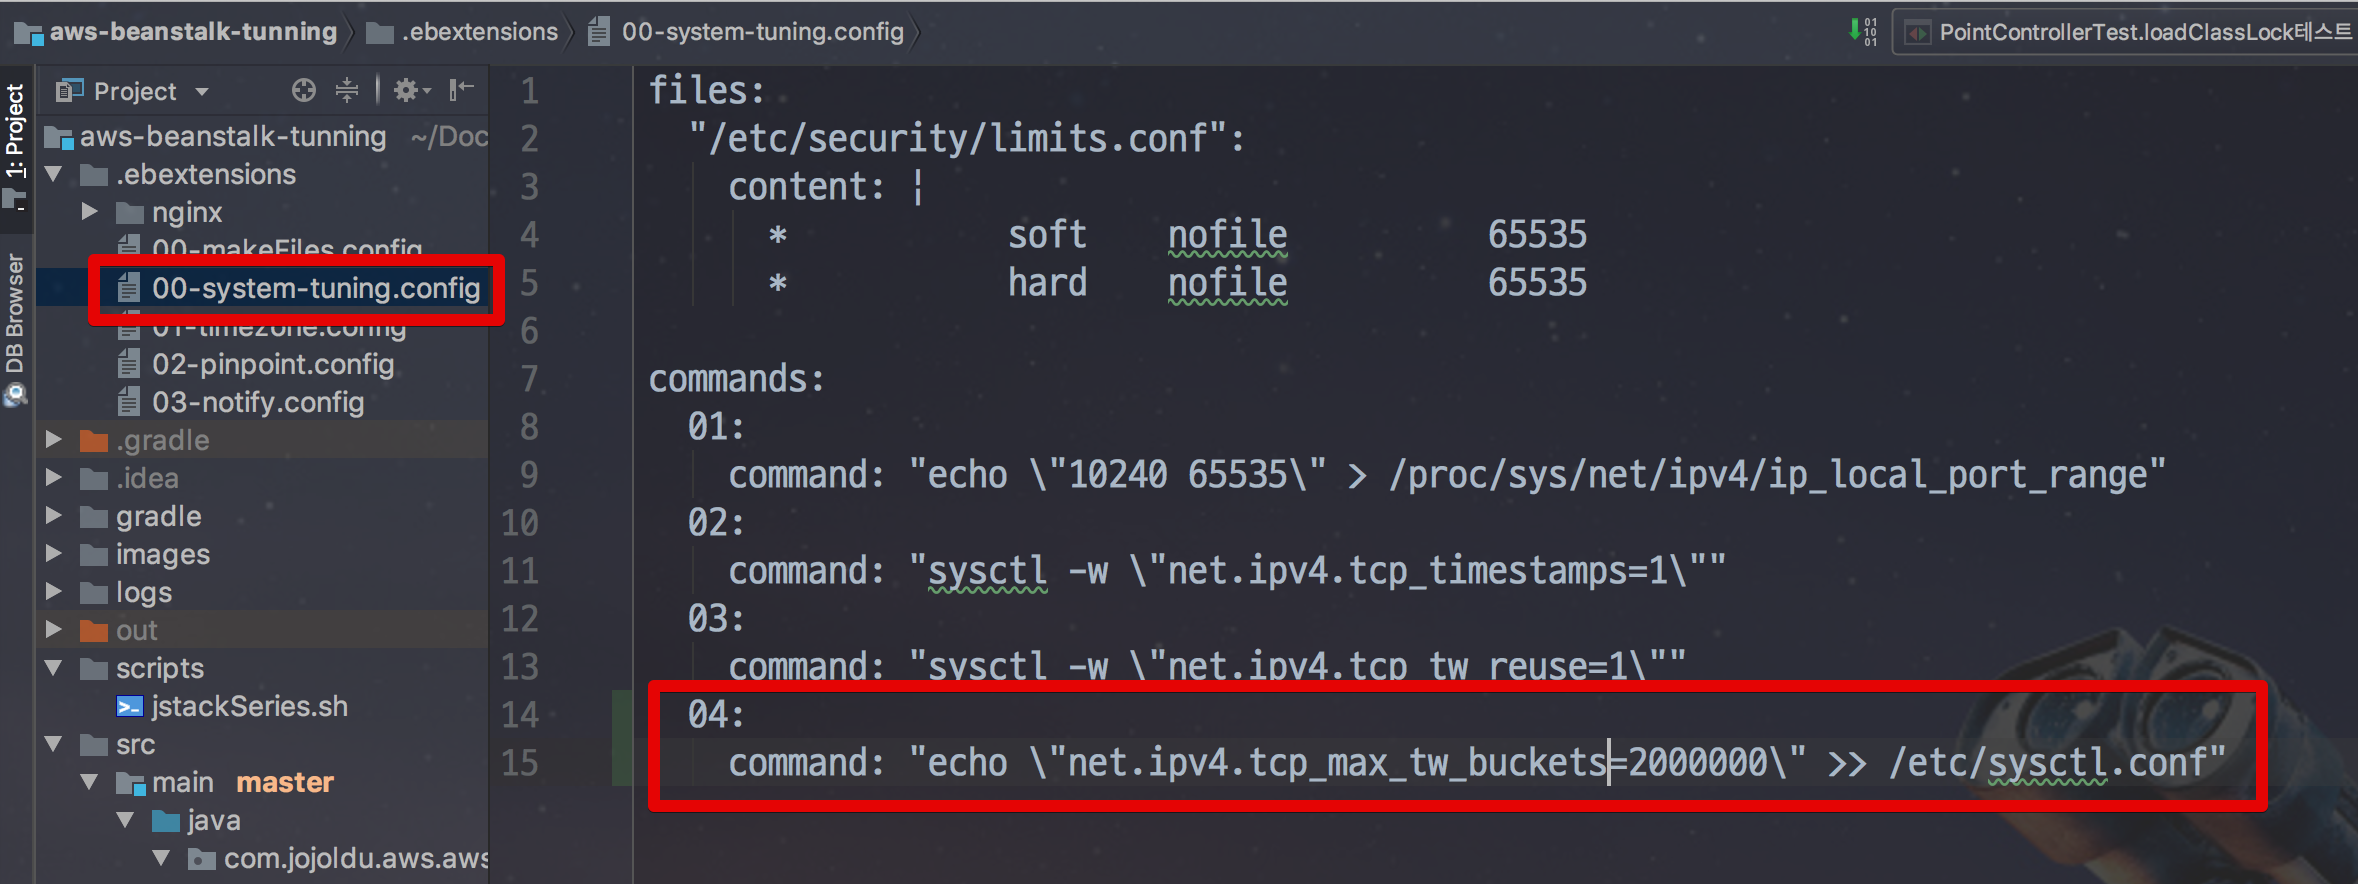 aws-beanstalk-tunning .ebextensions 00-system-tuning.config PointControllerTest.loadClassLock테스트
1: Project
DB Browser
Project
aws-beanstalk-tunning ~/Doc
.ebextensions
nginx
00-makeFiles.config
00-system-tuning.config
01-timezone.config
02-pinpoint.config
03-notify.config
.gradle
.idea
gradle
images
logs
out
scripts
jstackSeries.sh
src
main master
java
com.jojoldu.aws.aws
1 files:
2 "/etc/security/limits.conf":
3 content: |
4 * soft nofile 65535
5 * hard nofile 65535
6
7 commands:
8 01:
9 command: "echo \"10240 65535\" > /proc/sys/net/ipv4/ip_local_port_range"
10 02:
11 command: "sysctl -w \"net.ipv4.tcp_timestamps=1\""
12 03:
13 command: "sysctl -w \"net.ipv4.tcp_tw_reuse=1\""
14 04:
15 command: "echo \"net.ipv4.tcp_max_tw_buckets=2000000\" >> /etc/sysctl.conf"